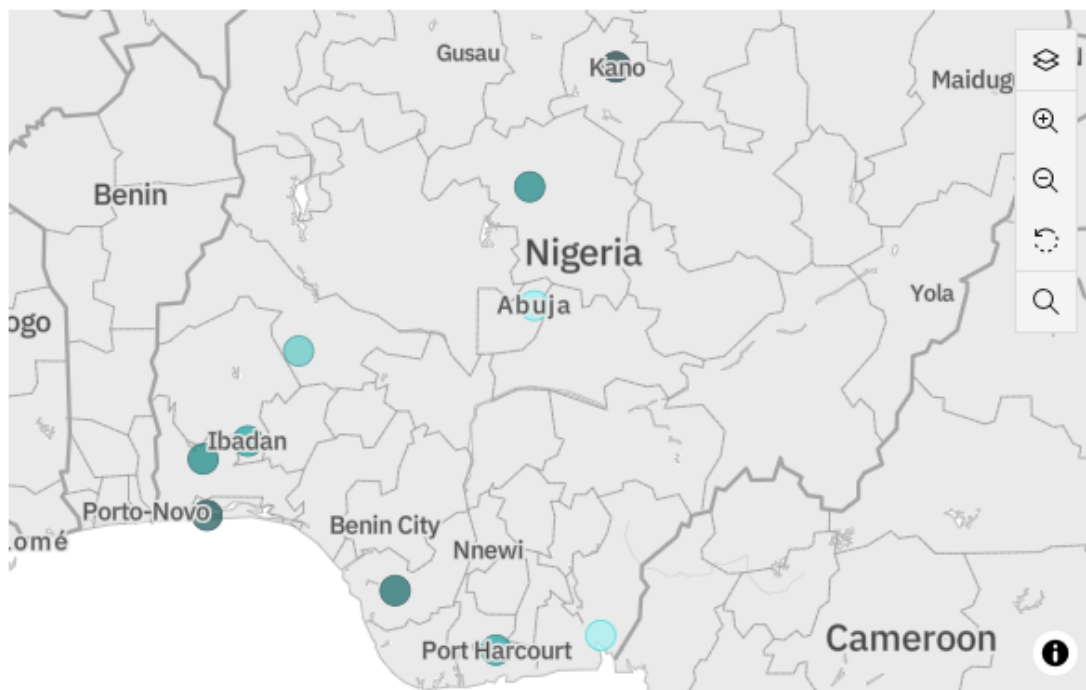 Gusau
Kano
Maidug
Benin
Nigeria
Yola
Abuja
ogo
Ibadan
Porto-Novo
Benin City
omé
Nnewi
Port Harcourt
Cameroon